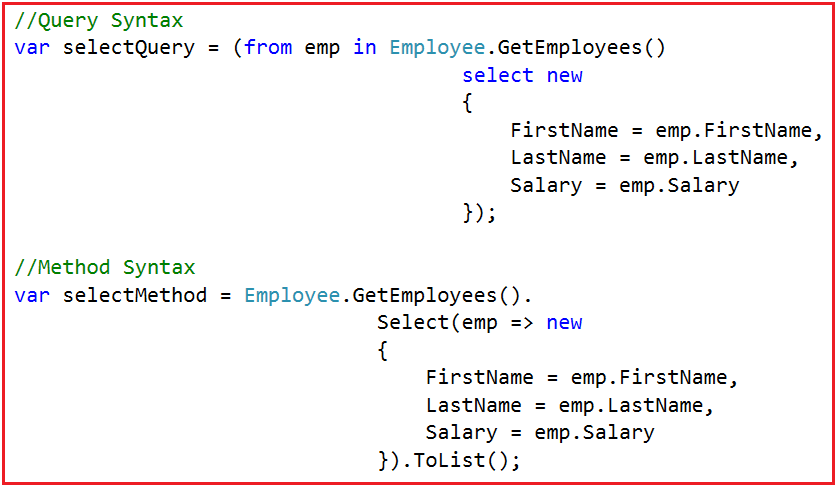 //Query Syntax
var selectQuery = (from emp in Employee.GetEmployees()
select new
{
FirstName = emp.FirstName,
LastName = emp.LastName,
Salary = emp.Salary
});
//Method Syntax
var selectMethod = Employee.GetEmployees().
Select(emp => new
{
FirstName = emp.FirstName,
LastName = emp.LastName,
Salary = emp.Salary
}).ToList();